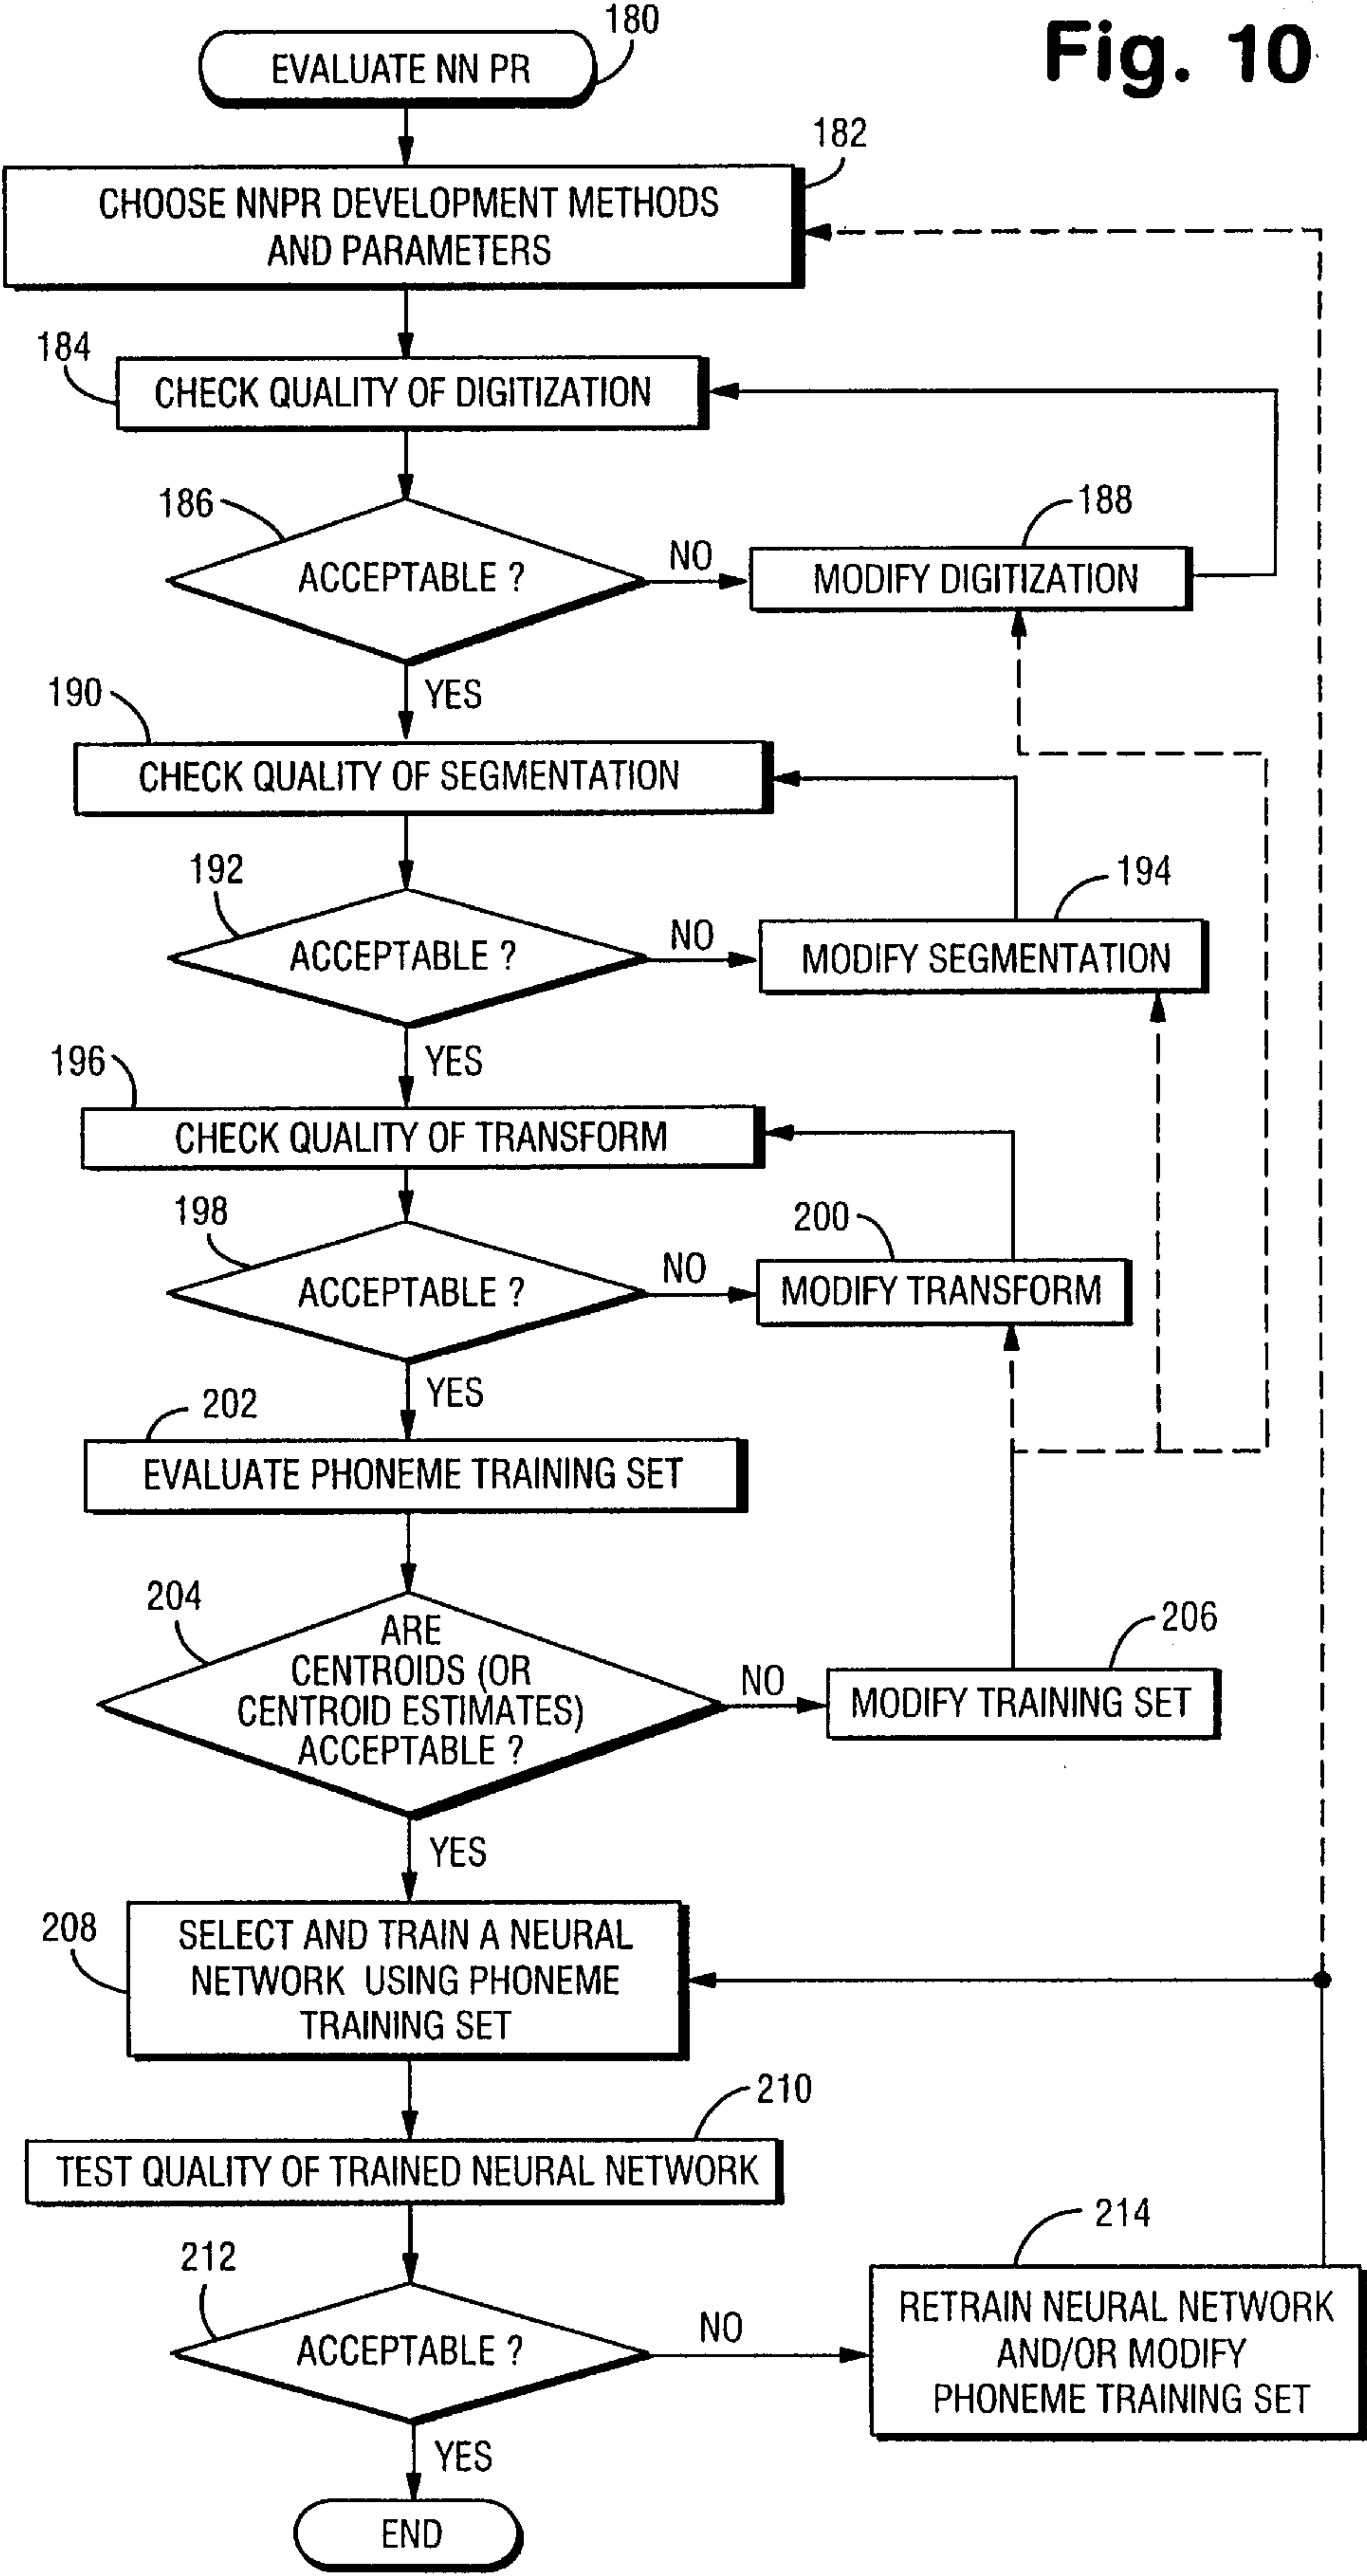 Fig. 10
180
EVALUATE NN PR
182
CHOOSE NNPR DEVELOPMENT METHODS
AND PARAMETERS
184
CHECK QUALITY OF DIGITIZATION
186
ACCEPTABLE ?
NO
188
MODIFY DIGITIZATION
YES
190
CHECK QUALITY OF SEGMENTATION
192
ACCEPTABLE ?
NO
194
MODIFY SEGMENTATION
YES
196
CHECK QUALITY OF TRANSFORM
198
ACCEPTABLE ?
NO
200
MODIFY TRANSFORM
YES
202
EVALUATE PHONEME TRAINING SET
204
ARE
CENTROIDS (OR
CENTROID ESTIMATES)
ACCEPTABLE ?
NO
206
MODIFY TRAINING SET
YES
208
SELECT AND TRAIN A NEURAL
NETWORK USING PHONEME
TRAINING SET
210
TEST QUALITY OF TRAINED NEURAL NETWORK
212
ACCEPTABLE ?
NO
214
RETRAIN NEURAL NETWORK
AND/OR MODIFY
PHONEME TRAINING SET
YES
END